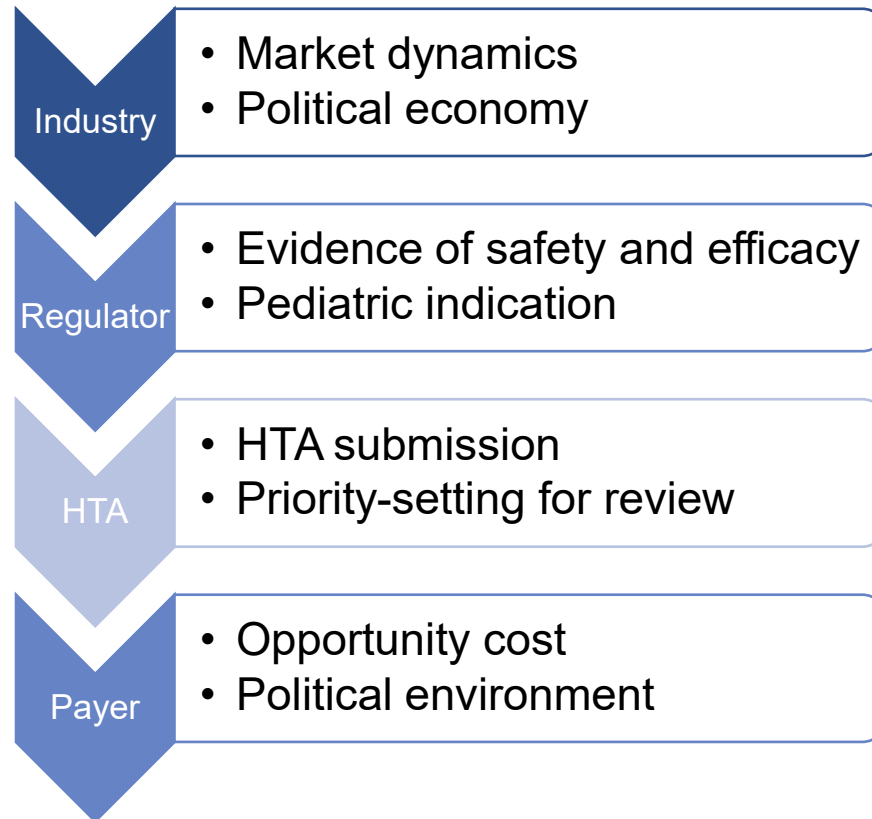 Industry
• Market dynamics
• Political economy
Regulator
• Evidence of safety and efficacy
• Pediatric indication
HTA
• HTA submission
• Priority-setting for review
Payer
• Opportunity cost
• Political environment